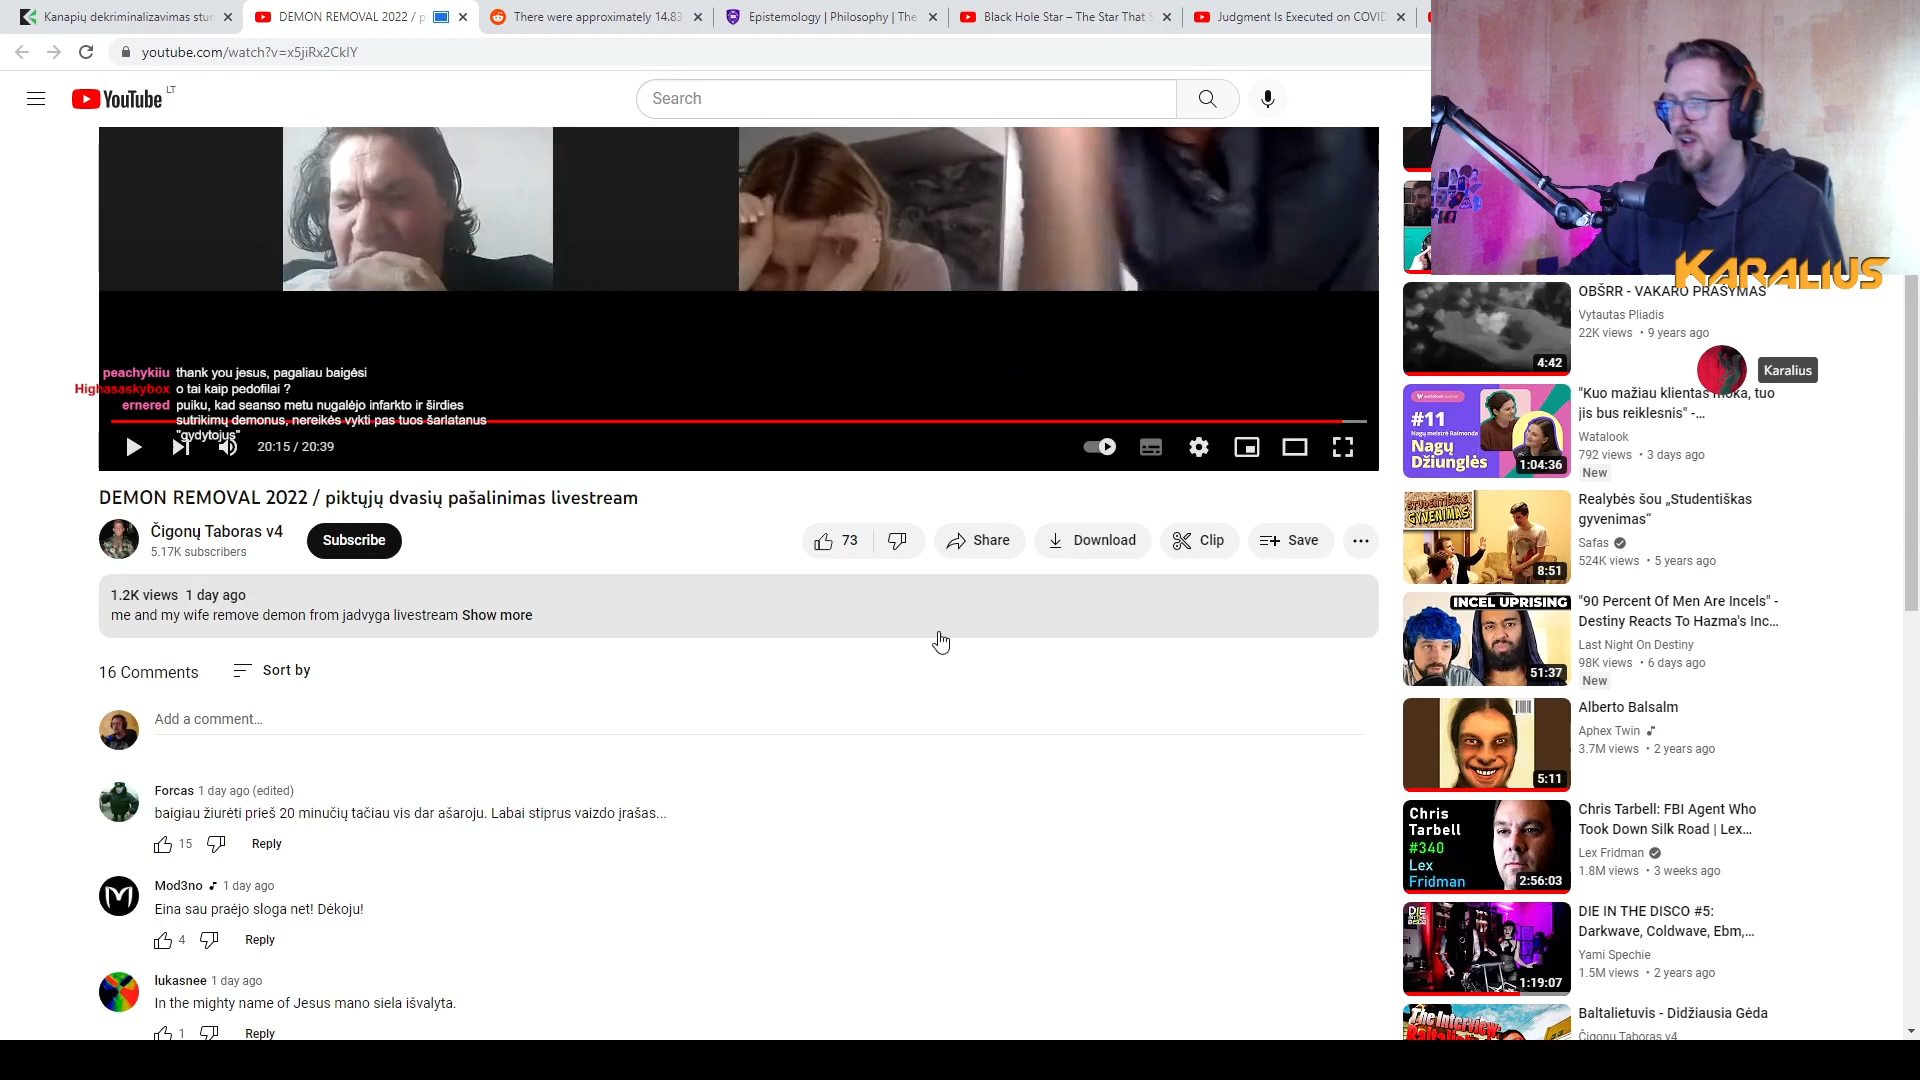 Kanapių dekriminalizavimas stu
DEMON REMOVAL 2022 / p
There were approximately 14.83
Epistemology | Philosophy | The
Black Hole Star – The Star That S
Judgment Is Executed on COVID
youtube.com/watch?v=x5jiRx2CkIY
YouTube LT
Search
KARALIUS
peachykiiu thank you jesus, pagaliau baigėsi
Highasaskybox o tai kaip pedofilai ?
ernered puiku, kad seanso metu nugalėjo infarkto ir širdies
sutrikimų demonus, nereikės vykti pas tuos šarlatanus
"gydytojus"
20:15 / 20:39
DEMON REMOVAL 2022 / piktųjų dvasių pašalinimas livestream
Čigonų Taboras v4
5.17K subscribers
Subscribe
73
Share
Download
Clip
Save
1.2K views 1 day ago
me and my wife remove demon from jadvyga livestream Show more
16 Comments
Sort by
Add a comment...
Forcas 1 day ago (edited)
baigiau žiurėti prieš 20 minučių tačiau vis dar ašaroju. Labai stiprus vaizdo įrašas...
15
Reply
Mod3no 1 day ago
Eina sau praėjo sloga net! Dėkoju!
4
Reply
lukasnee 1 day ago
In the mighty name of Jesus mano siela išvalyta.
1
Reply
OBŠRR - VAKARO PRAŠYMAS
Vytautas Pliadis
22K views • 9 years ago
4:42
Karalius
"Kuo mažiau klientas moka, tuo
jis bus reiklesnis" -...
Watalook
792 views • 3 days ago
New
#11
Nagų meistrė Raimonda
Nagų
Džiunglės
1:04:36
Realybės šou „Studentiškas
gyvenimas“
Safas
524K views • 5 years ago
STUDENTIŠKAS
GYVENIMAS
8:51
"90 Percent Of Men Are Incels" -
Destiny Reacts To Hazma's Inc...
Last Night On Destiny
98K views • 6 days ago
New
INCEL UPRISING
51:37
Alberto Balsalm
Aphex Twin
3.7M views • 2 years ago
5:11
Chris Tarbell: FBI Agent Who
Took Down Silk Road | Lex...
Lex Fridman
1.8M views • 3 weeks ago
Chris
Tarbell
#340
Lex
Fridman
2:56:03
DIE IN THE DISCO #5:
Darkwave, Coldwave, Ebm,...
Yami Spechie
1.5M views • 2 years ago
1:19:07
Baltalietuvis - Didžiausia Gėda
Čigonų Taboras v4
The Interview: